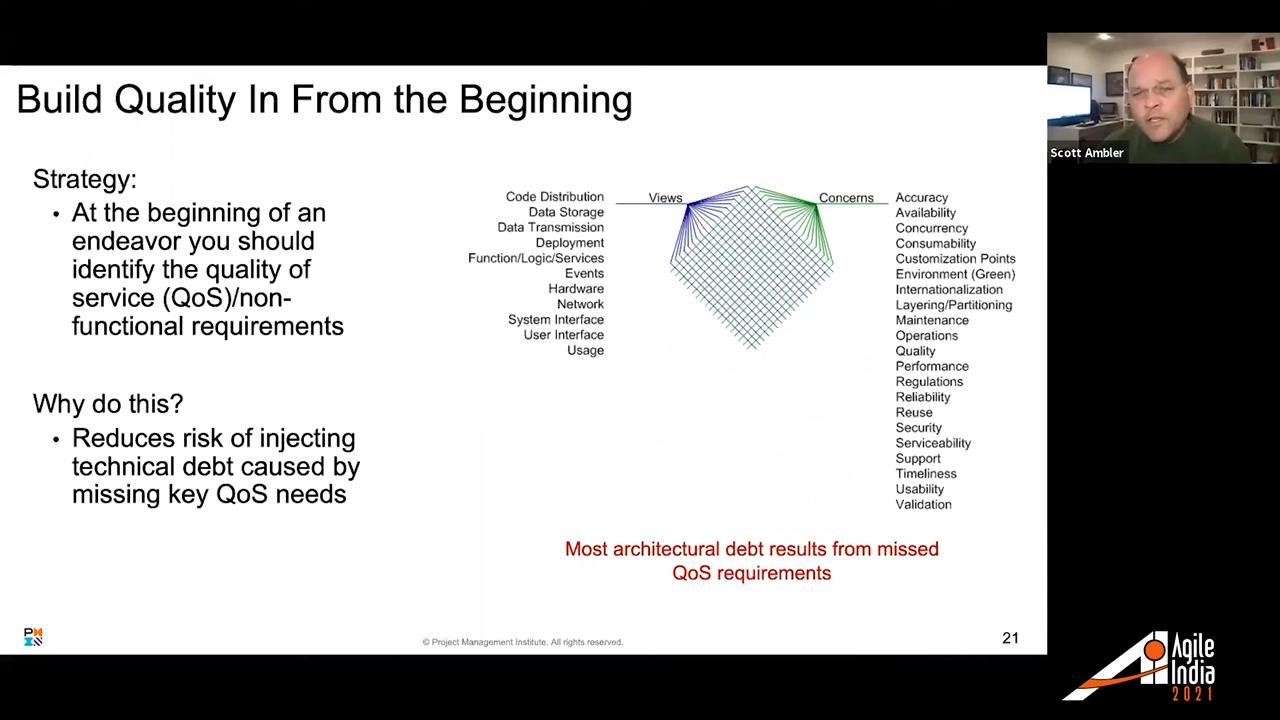 Build Quality In From the Beginning
Scott Ambler
Strategy:
• At the beginning of an
endeavor you should
identify the quality of
service (QoS)/non-
functional requirements
Why do this?
• Reduces risk of injecting
technical debt caused by
missing key QoS needs
Views
Code Distribution
Data Storage
Data Transmission
Deployment
Function/Logic/Services
Events
Hardware
Network
System Interface
User Interface
Usage
Concerns
Accuracy
Availability
Concurrency
Consumability
Customization Points
Environment (Green)
Internationalization
Layering/Partitioning
Maintenance
Operations
Quality
Performance
Regulations
Reliability
Reuse
Security
Serviceability
Support
Timeliness
Usability
Validation
Most architectural debt results from missed
QoS requirements
© Project Management Institute. All rights reserved.
21
Agile
India
2021